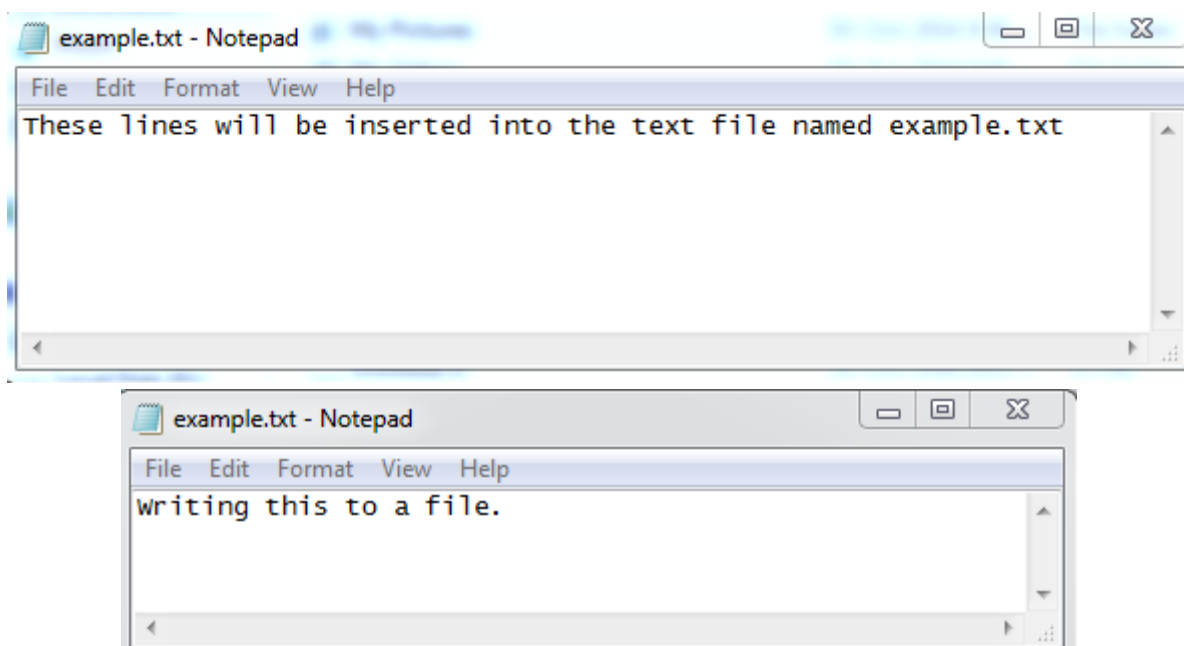 example.txt - Notepad
File Edit Format View Help
These lines will be inserted into the text file named example.txt
example.txt - Notepad
File Edit Format View Help
Writing this to a file.